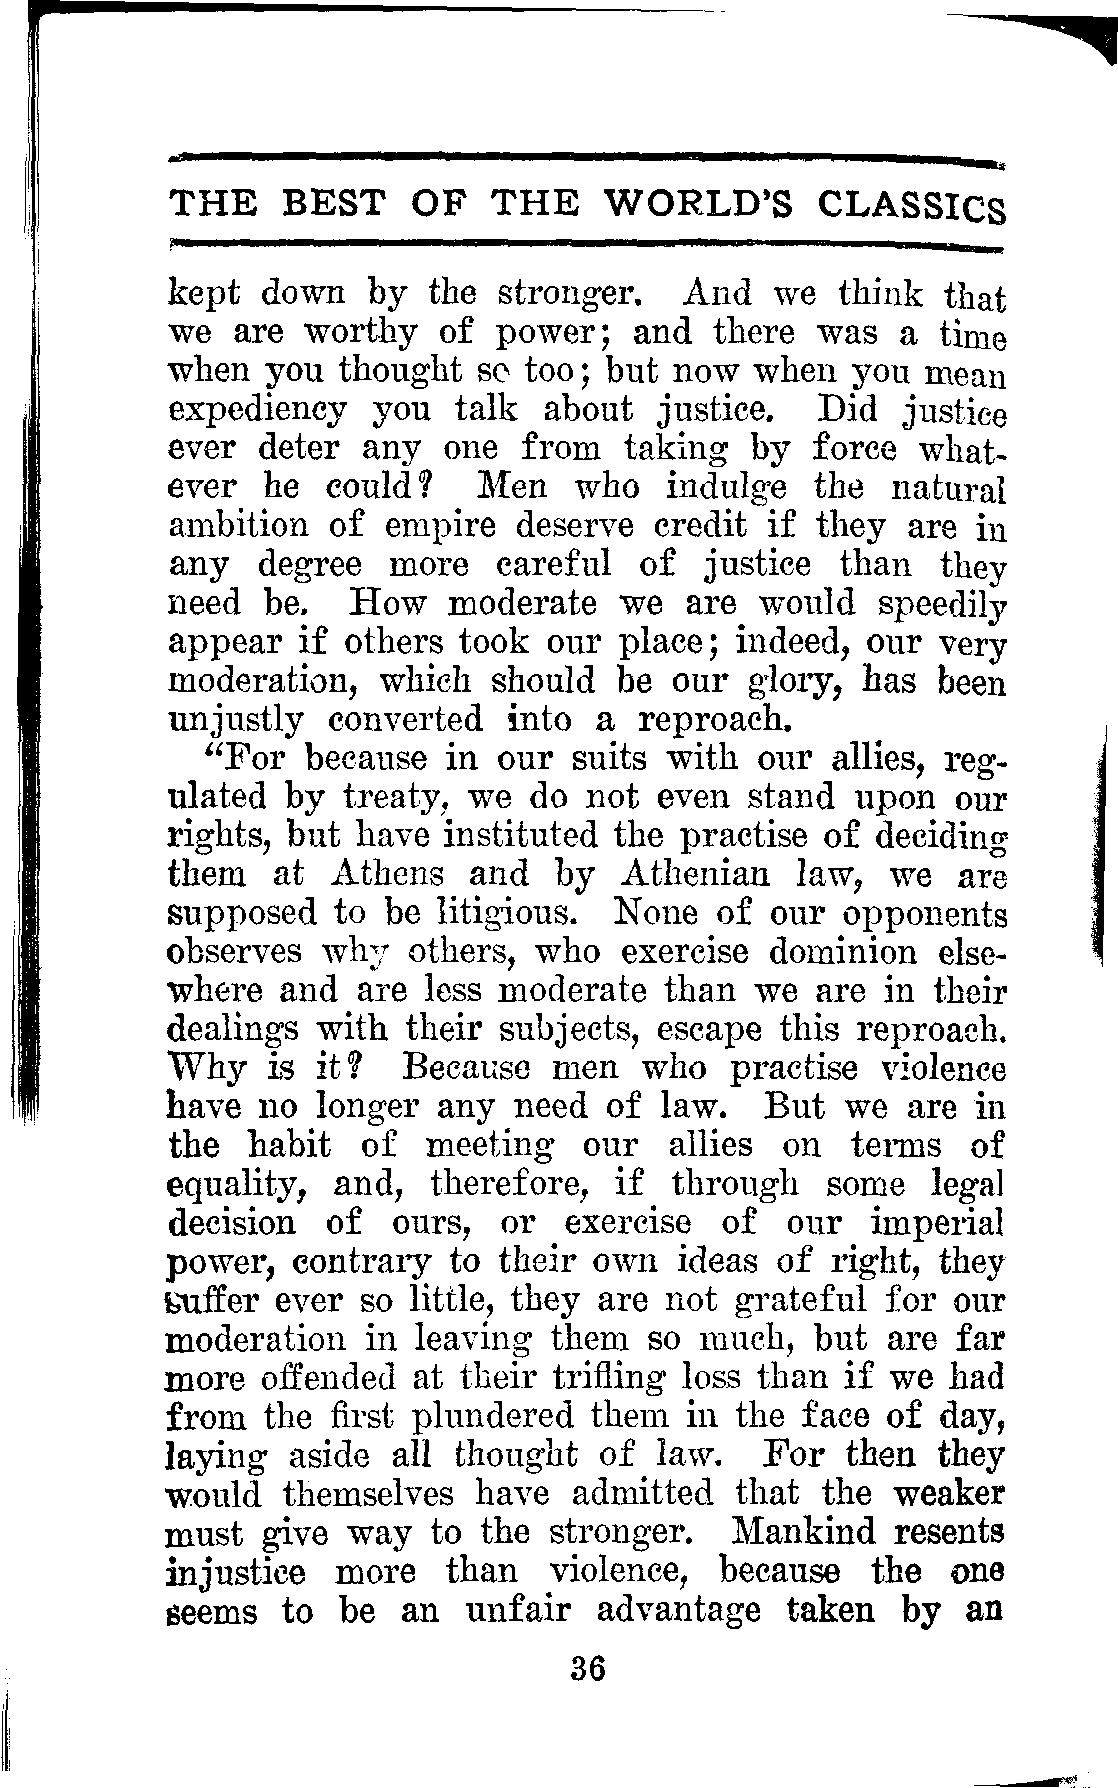 THE BEST OF THE WORLD'S CLASSICS
kept down by the stronger. And we think that
we are worthy of power; and there was a time
when you thought so too; but now when you mean
expediency you talk about justice. Did justice
ever deter any one from taking by force what-
ever he could? Men who indulge the natural
ambition of empire deserve credit if they are in
any degree more careful of justice than they
need be. How moderate we are would speedily
appear if others took our place; indeed, our very
moderation, which should be our glory, has been
unjustly converted into a reproach.
"For because in our suits with our allies, reg-
ulated by treaty, we do not even stand upon our
rights, but have instituted the practise of deciding
them at Athens and by Athenian law, we are
supposed to be litigious. None of our opponents
observes why others, who exercise dominion else-
where and are less moderate than we are in their
dealings with their subjects, escape this reproach.
Why is it? Because men who practise violence
have no longer any need of law. But we are in
the habit of meeting our allies on terms of
equality, and, therefore, if through some legal
decision of ours, or exercise of our imperial
power, contrary to their own ideas of right, they
suffer ever so little, they are not grateful for our
moderation in leaving them so much, but are far
more offended at their trifling loss than if we had
from the first plundered them in the face of day,
laying aside all thought of law. For then they
would themselves have admitted that the weaker
must give way to the stronger. Mankind resents
injustice more than violence, because the one
seems to be an unfair advantage taken by an
36